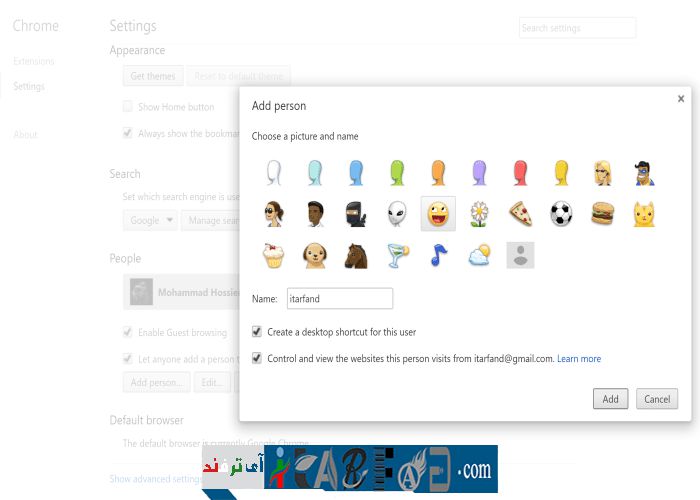 Chrome
Settings
Search settings
Extensions
Settings
About
Appearance
Get themes
Reset to default theme
Show Home button
Always show the bookmar
Search
Set which search engine is use
Google
Manage sear
People
Mohammad Hossie
Enable Guest browsing
Let anyone add a person t
Add person...
Edit...
Default browser
The default browser is currently Google Chrome.
Show advanced settings
Add person
Choose a picture and name
Name:
itarfand
Create a desktop shortcut for this user
Control and view the websites this person visits from itarfand@gmail.com. Learn more
Add
Cancel
آی ترفند
.com